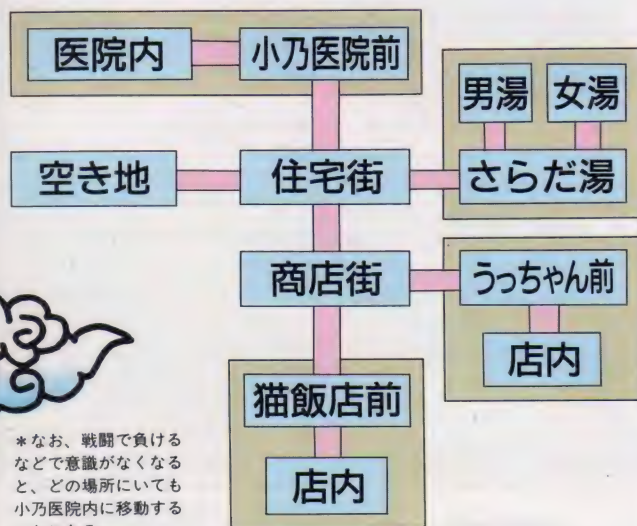 医院内
小乃医院前
男湯
女湯
空き地
住宅街
さらだ湯
商店街
うっちゃん前
店内
猫飯店前
店内
*なお、戦闘で負ける
などで意識がなくなる
と、どの場所にいても
小乃医院内に移動する